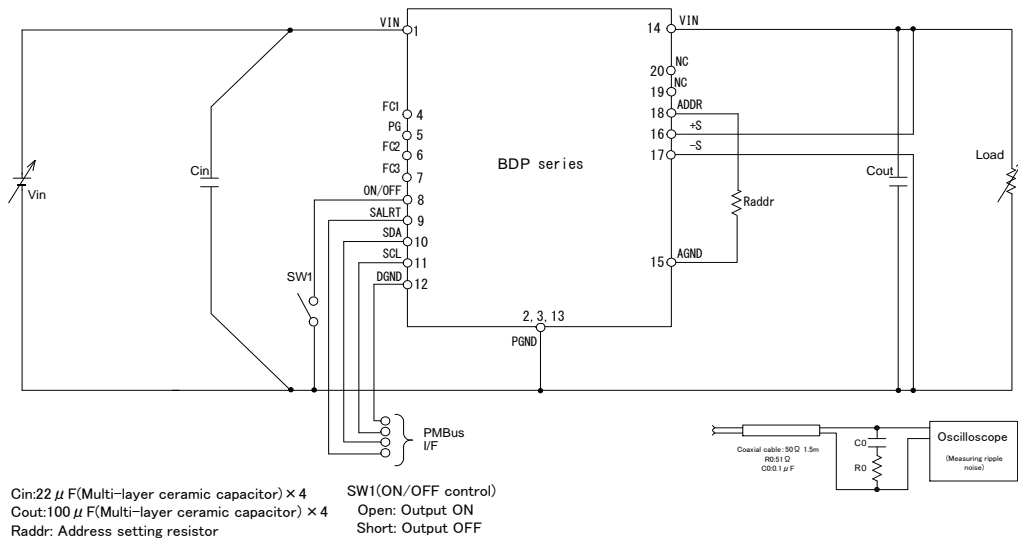 VIN
1
14
VIN
20
NC
19
NC
FC1
4
18
ADDR
PG
5
16
+S
FC2
6
17
-S
BDP series
FC3
7
Cin
Vin
Cout
Load
ON/OFF
8
Raddr
SALRT
9
SDA
10
SCL
11
15
AGND
DGND
12
SW1
2, 3, 13
PGND
PMBus
I/F
Coaxial cable:50Ω 1.5m
R0:51Ω
C0:0.1μF
C0
R0
Oscilloscope
(Measuring ripple
noise)
Cin:22μF(Multi-layer ceramic capacitor)×4
Cout:100μF(Multi-layer ceramic capacitor)×4
Raddr: Address setting resistor
SW1(ON/OFF control)
Open: Output ON
Short: Output OFF